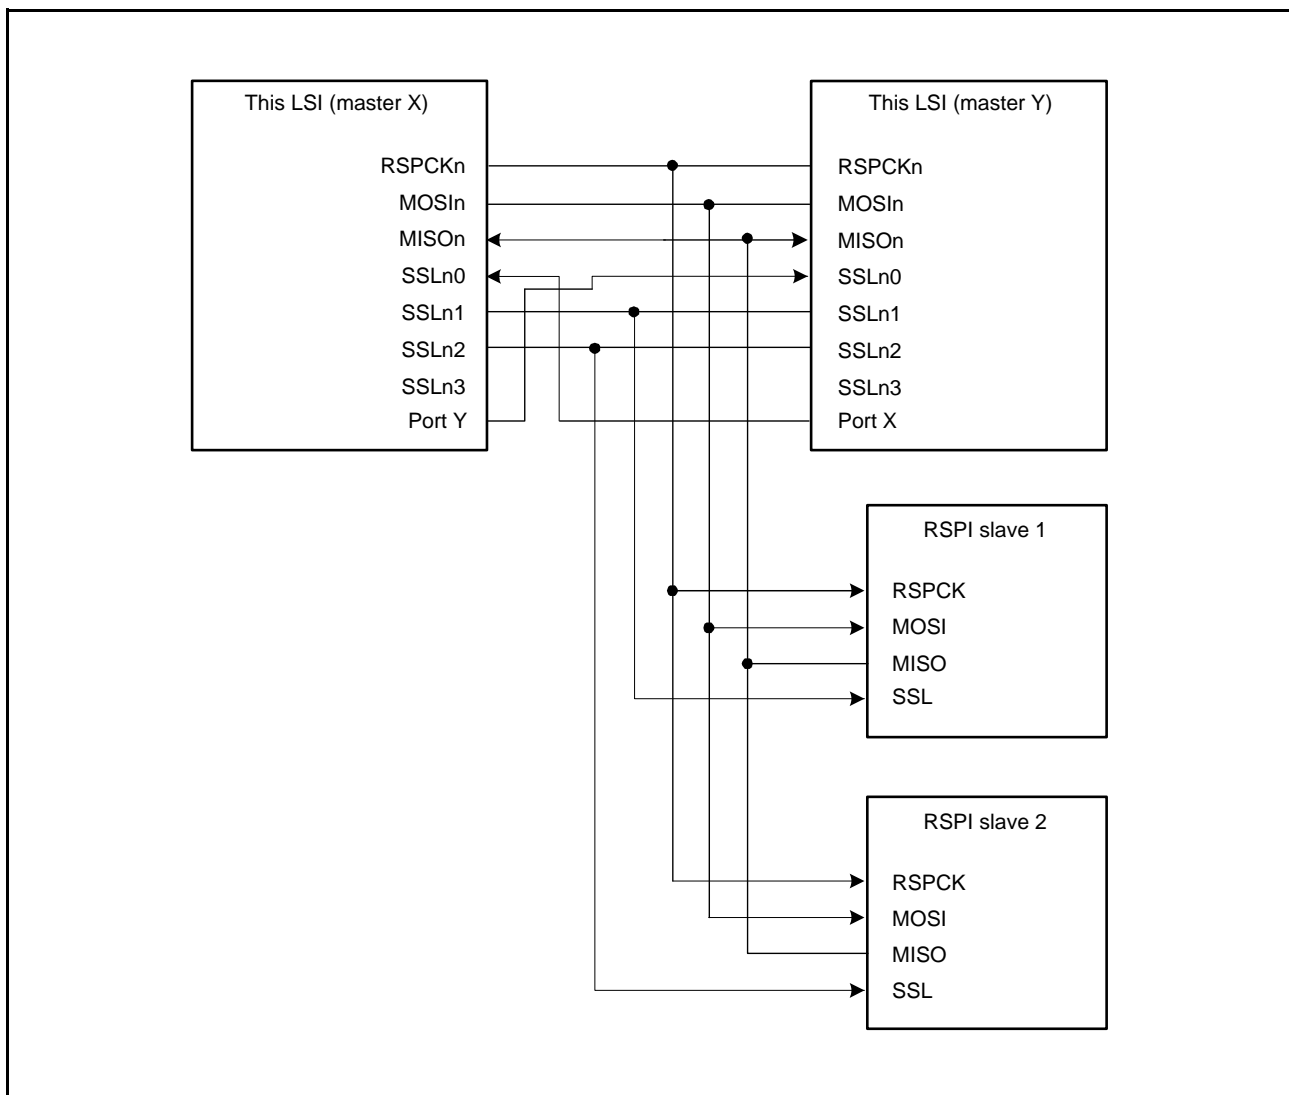 This LSI (master X)
RSPCKn
MOSIn
MISOn
SSLn0
SSLn1
SSLn2
SSLn3
Port Y
This LSI (master Y)
RSPCKn
MOSIn
MISOn
SSLn0
SSLn1
SSLn2
SSLn3
Port X
RSPI slave 1
RSPCK
MOSI
MISO
SSL
RSPI slave 2
RSPCK
MOSI
MISO
SSL